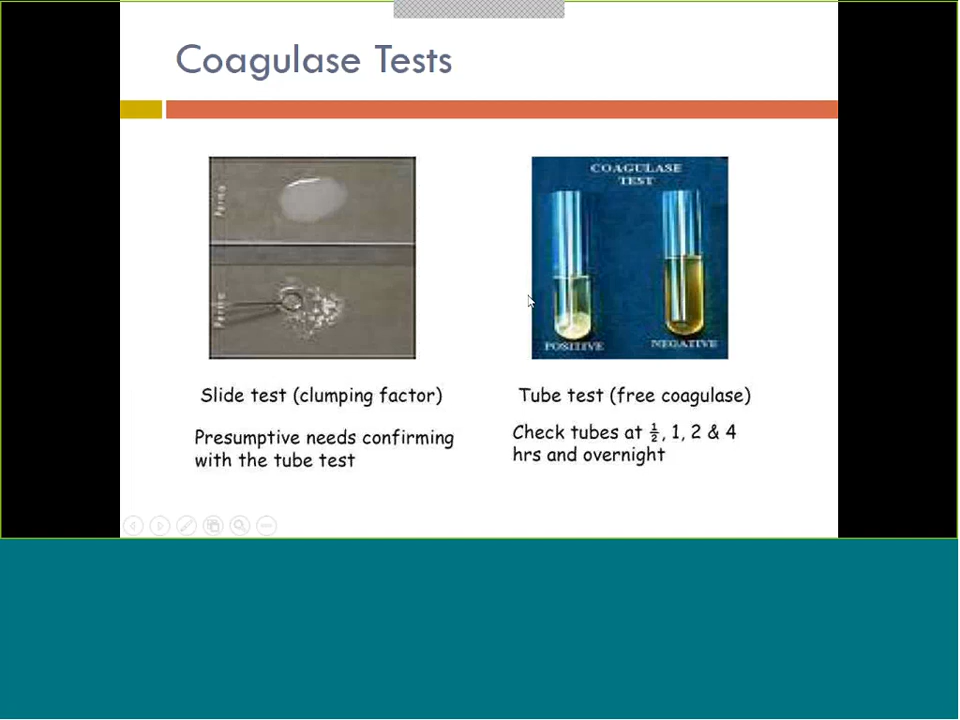 Coagulase Tests
COAGULASE
TEST
POSITIVE
NEGATIVE
Slide test (clumping factor)
Presumptive needs confirming
with the tube test
Tube test (free coagulase)
Check tubes at ½, 1, 2 & 4
hrs and overnight